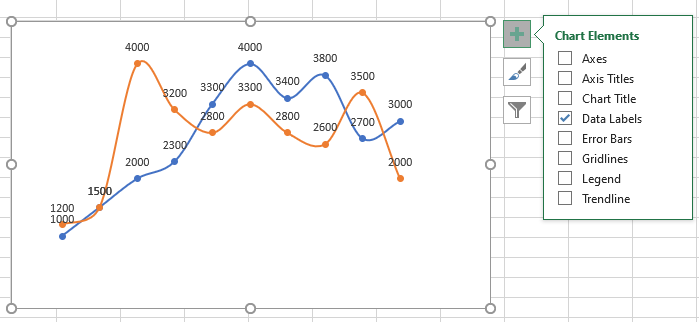 4000
4000
3800
3500
3400
3300
3300
3200
3000
2800
2800
2700
2600
2300
2000
2000
1500
1500
1200
1000
Chart Elements
Axes
Axis Titles
Chart Title
Data Labels
Error Bars
Gridlines
Legend
Trendline